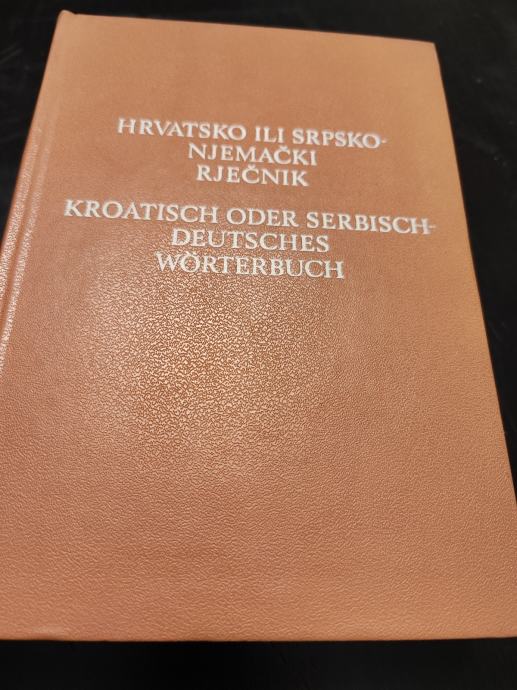 HRVATSKO ILI SRPSKO-
NJEMAČKI
RJEČNIK
KROATISCH ODER SERBISCH-
DEUTSCHES
WÖRTERBUCH